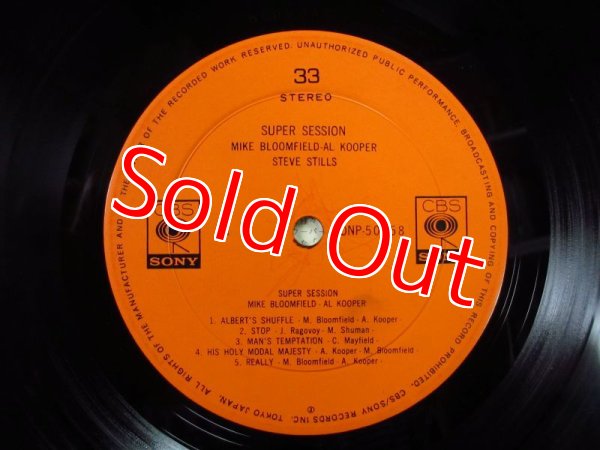 33
STEREO
SUPER SESSION
MIKE BLOOMFIELD-AL KOOPER
STEVE STILLS
Sold Out
CBS
SONY
CBS
SUPER SESSION
MIKE BLOOMFIELD - AL KOOPER
1. ALBERT'S SHUFFLE - M. Bloomfield - A. Kooper -
2. STOP - J. Ragovoy - M. Shuman -
3. MAN'S TEMPTATION - C. Mayfield -
4. HIS HOLY MODAL MAJESTY - A. Kooper - M. Bloomfield -
5. REALLY - M. Bloomfield - A. Kooper -
ALL RIGHTS OF THE MANUFACTURER AND OF THE OF THE RECORDED WORK RESERVED. UNAUTHORIZED PUBLIC PERFORMANCE, BROADCASTING AND COPYING OF THIS RECORD PROHIBITED. CBS/SONY RECORDS INC. TOKYO JAPAN.